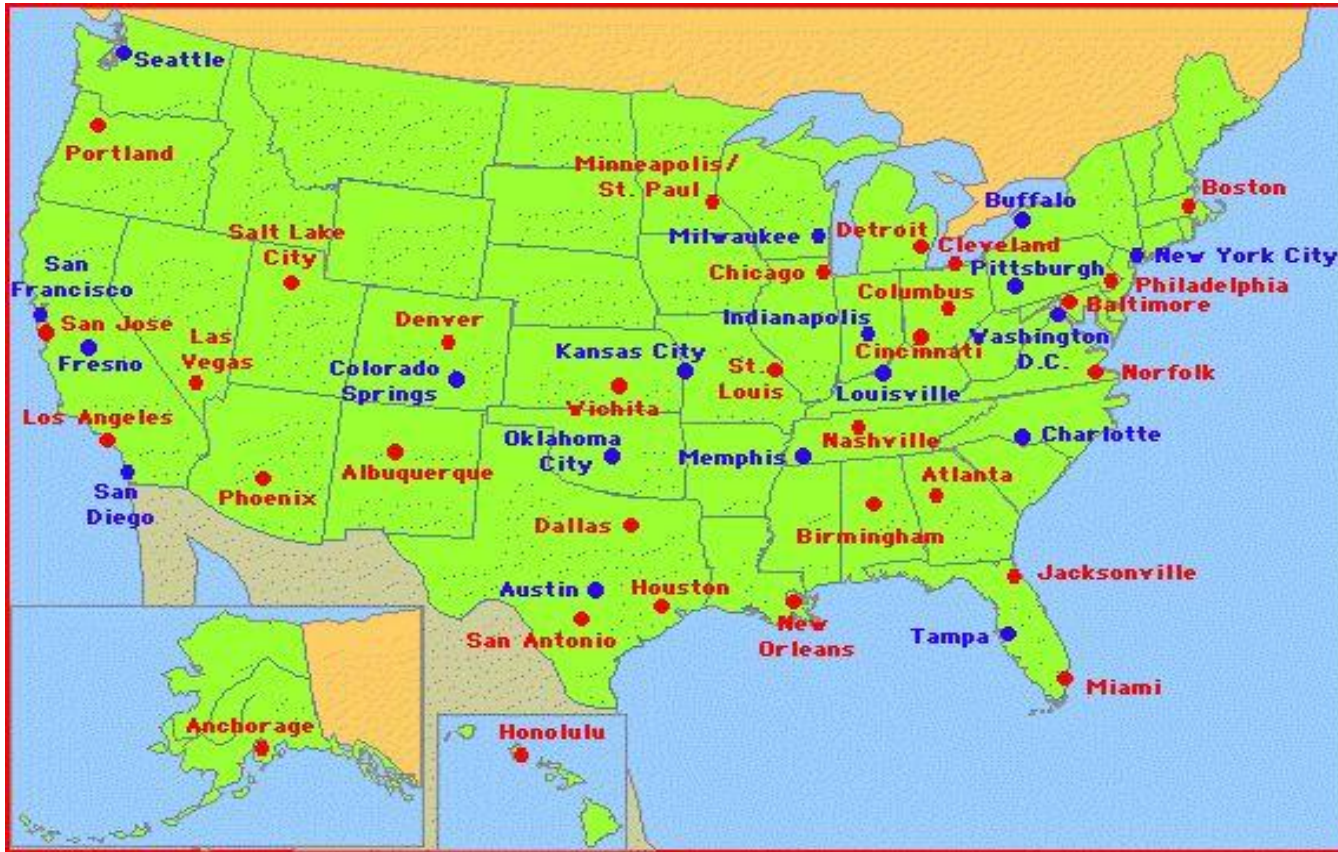 Seattle
Portland
Minneapolis/
St. Paul
Boston
Buffalo
Salt Lake
City
Milwaukee
Detroit
Cleveland
New York City
San
Francisco
Chicago
Pittsburgh
Philadelphia
Columbus
Baltimore
San José
Las
Vegas
Denver
Indianapolis
Washington
D.C.
Fresno
Colorado
Springs
Kansas City
St.
Louis
Cincinnati
Norfolk
Wichita
Louisville
Los Angeles
Oklahoma
City
Nashville
Charlotte
Albuquerque
Memphis
San
Diego
Phoenix
Atlanta
Dallas
Birmingham
Jacksonville
Austin
Houston
New
Orleans
San Antonio
Tampa
Miami
Anchorage
Honolulu